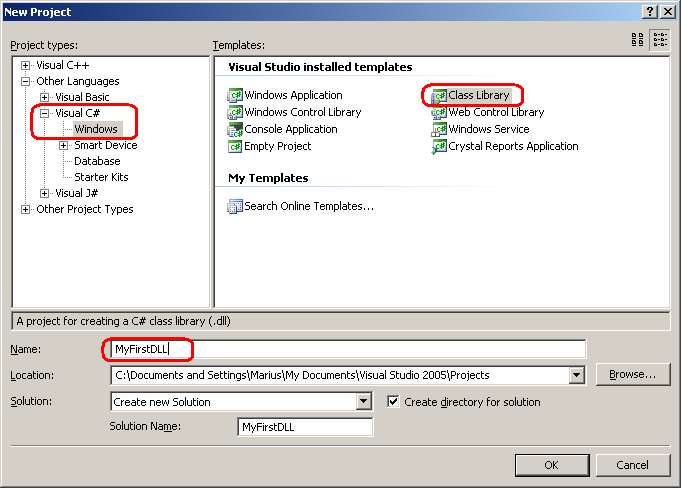 New Project
Project types:
Visual C++
Other Languages
Visual Basic
Visual C#
Windows
Smart Device
Database
Starter Kits
Visual J#
Other Project Types
Templates:
Visual Studio installed templates
Windows Application
Class Library
Windows Control Library
Web Control Library
Console Application
Windows Service
Empty Project
Crystal Reports Application
My Templates
Search Online Templates...
A project for creating a C# class library (.dll)
Name:
MyFirstDLL
Location:
C:\Documents and Settings\Marius\My Documents\Visual Studio 2005\Projects
Browse...
Solution:
Create new Solution
Create directory for solution
Solution Name:
MyFirstDLL
OK
Cancel